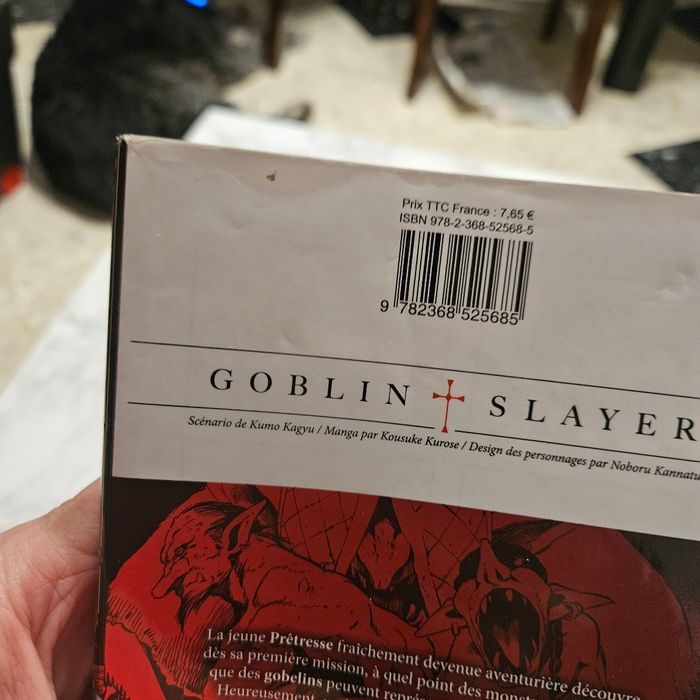 Prix TTC France : 7,65 €
ISBN 978-2-368-52568-5
9 782368 525685
GOBLIN SLAYER
Scénario de Kumo Kagyu / Manga par Kousuke Kurose / Design des personnages par Noboru Kannatu
La jeune Prêtresse fraîchement devenue aventurière découvre
dès sa première mission, à quel point des
que des gobelins peuvent
Heureusement